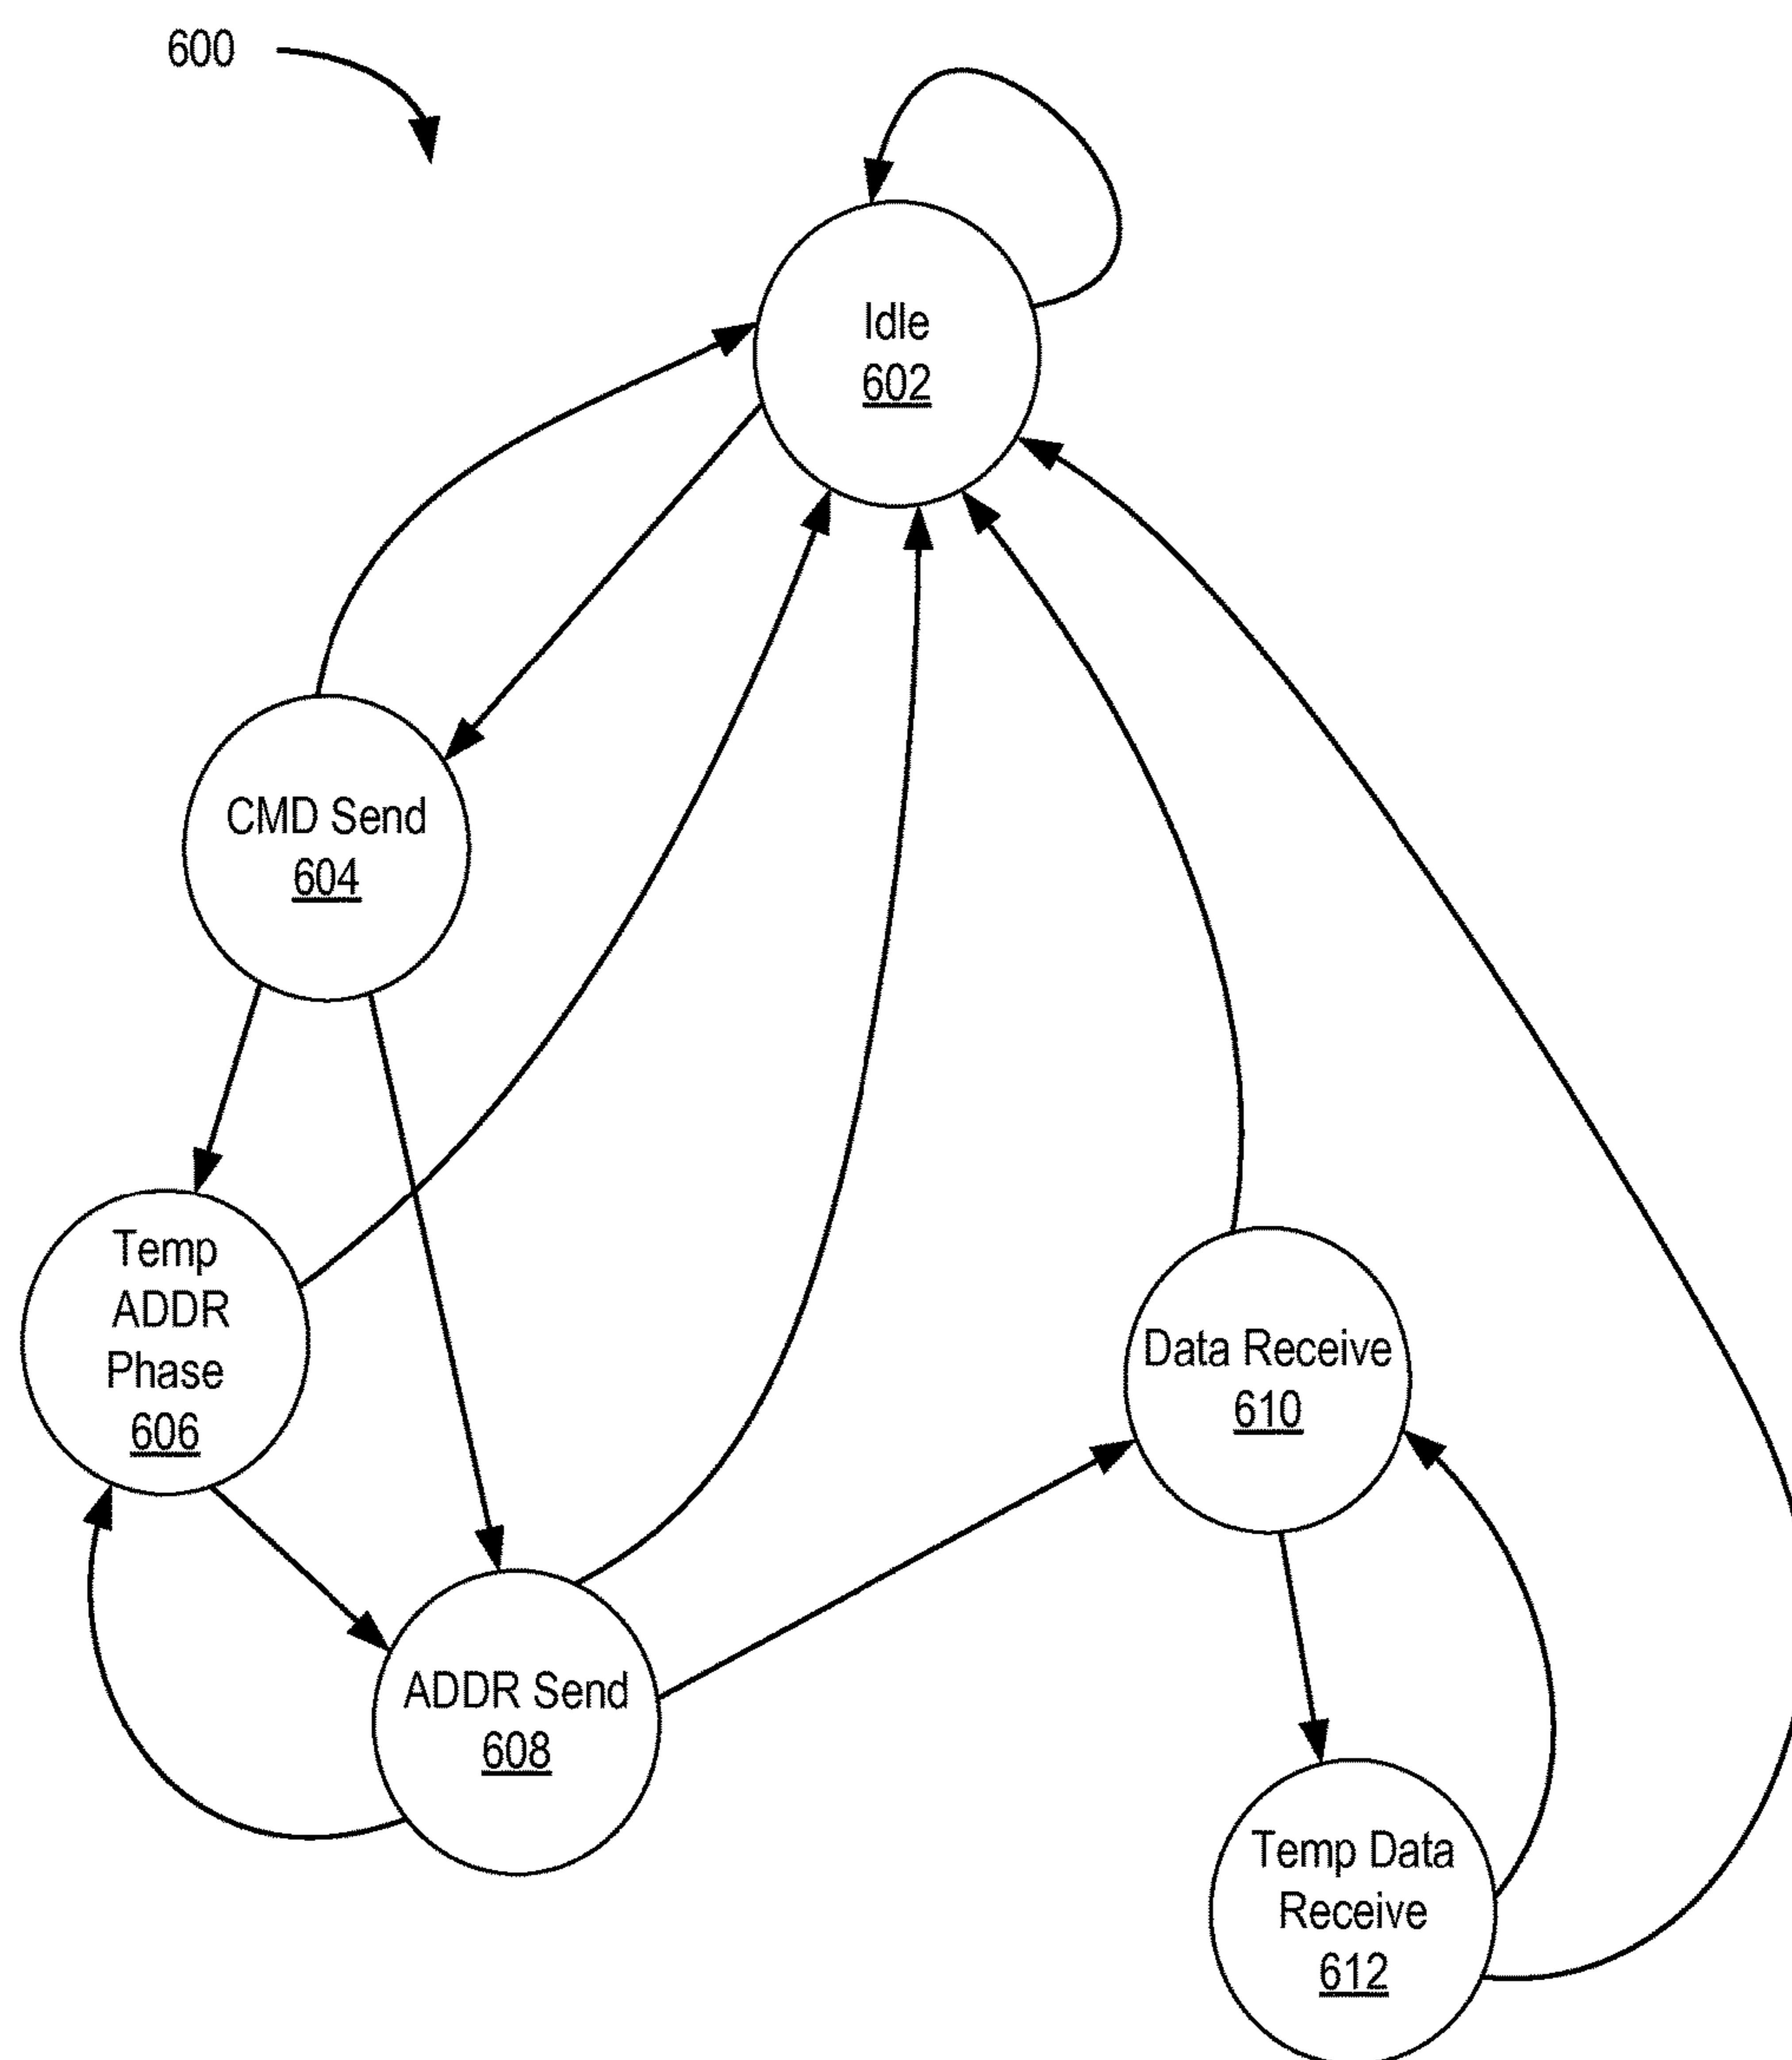 600
Idle
602
CMD Send
604
Temp
ADDR
Phase
606
Data Receive
610
ADDR Send
608
Temp Data
Receive
612